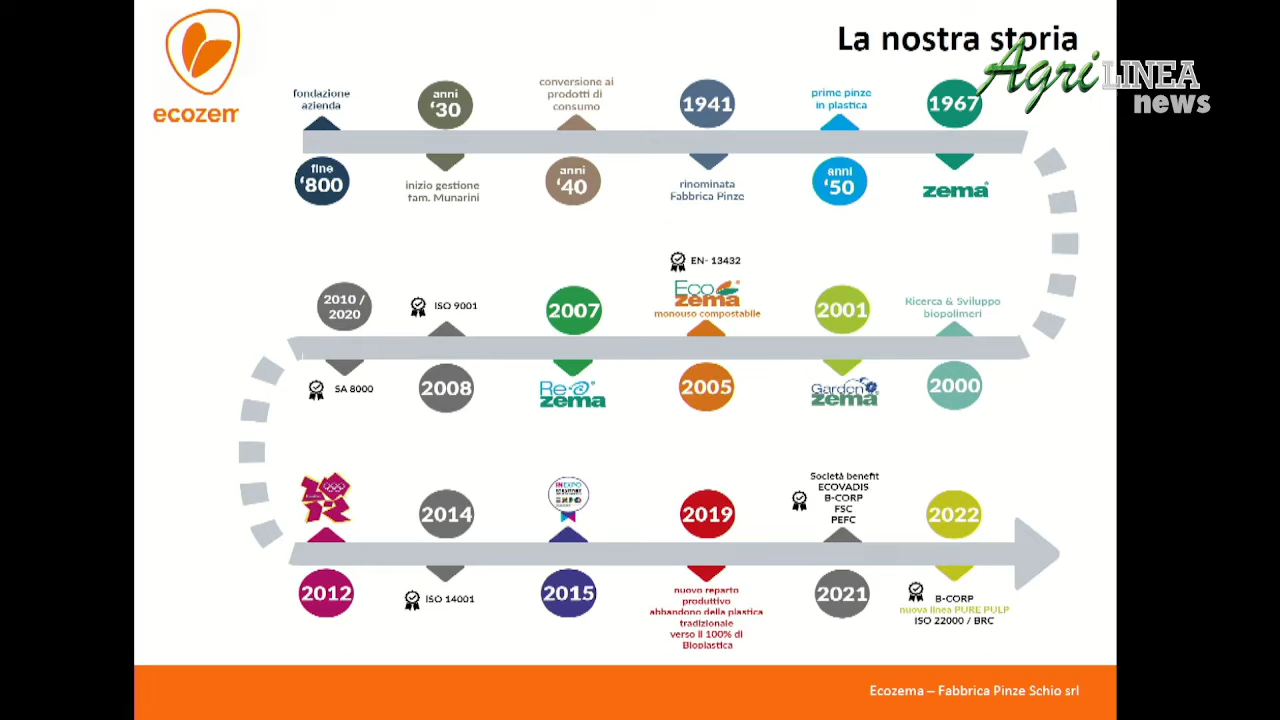 La nostra storia
Agri LINEA
news
ecozem
fondazione
azienda
fine
‘800
anni
‘30
inizio gestione
fam. Munarini
conversione ai
prodotti di
consumo
anni
‘40
1941
rinominata
Fabbrica Pinze
prime pinze
in plastica
anni
‘50
1967
zema®
2010 /
2020
SA 8000
ISO 9001
2008
2007
Re-@®
zema
EN- 13432
Eco®
zema
monouso compostabile
2005
2001
Garden
zema
Ricerca & Sviluppo
biopolimeri
2000
2012
2014
ISO 14001
IN EXPO
EXPO
2015
2019
nuovo reparto
produttivo
abbandono della plastica
tradizionale
verso il 100% di
Bioplastica
Società benefit
ECOVADIS
B-CORP
FSC
PEFC
2021
2022
B-CORP
nuova linea PURE PULP
ISO 22000 / BRC
Ecozema – Fabbrica Pinze Schio srl